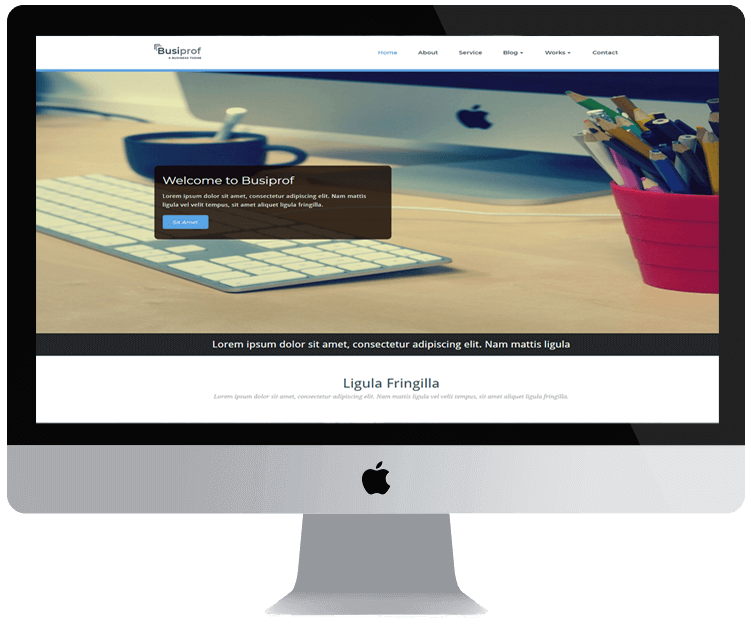 Busiprof
A BUSINESS THEME
Home About Service Blog Works Contact
Welcome to Busiprof
Lorem ipsum dolor sit amet, consectetur adipiscing elit. Nam mattis
ligula vel velit tempus, sit amet aliquet ligula fringilla.
Sit Amet
Lorem ipsum dolor sit amet, consectetur adipiscing elit. Nam mattis ligula
Ligula Fringilla
Lorem ipsum dolor sit amet, consectetur adipiscing elit. Nam mattis ligula vel velit tempus, sit amet aliquet ligula fringilla.